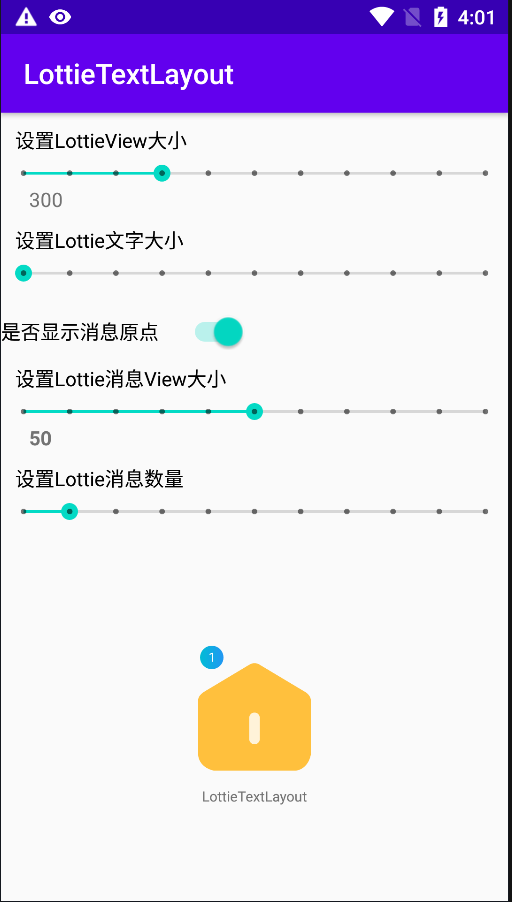 4:01
LottieTextLayout
设置LottieView大小
300
设置Lottie文字大小
是否显示消息原点
设置Lottie消息View大小
50
设置Lottie消息数量
1
LottieTextLayout